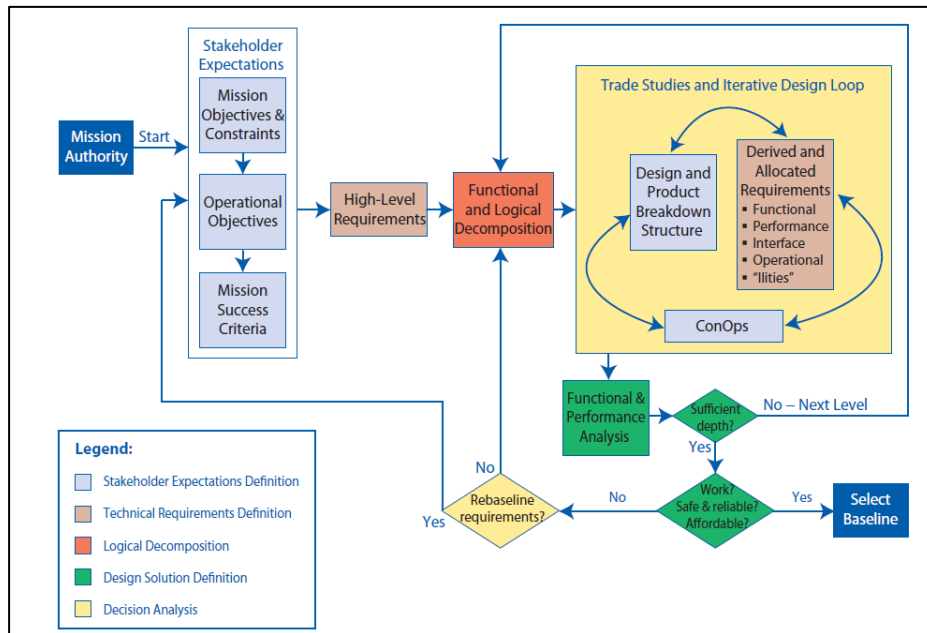 Stakeholder
Expectations
Mission
Objectives &
Constraints
Mission
Authority
Start
Operational
Objectives
Mission
Success
Criteria
High-Level
Requirements
Functional
and Logical
Decomposition
Trade Studies and Iterative Design Loop
Design and
Product
Breakdown
Structure
Derived and
Allocated
Requirements
▪ Functional
▪ Performance
▪ Interface
▪ Operational
▪ “Ilities”
ConOps
Functional &
Performance
Analysis
Sufficient
depth?
No – Next Level
Yes
Work?
Safe & reliable?
Affordable?
Yes
Select
Baseline
No
Rebaseline
requirements?
No
Yes
Legend:
Stakeholder Expectations Definition
Technical Requirements Definition
Logical Decomposition
Design Solution Definition
Decision Analysis